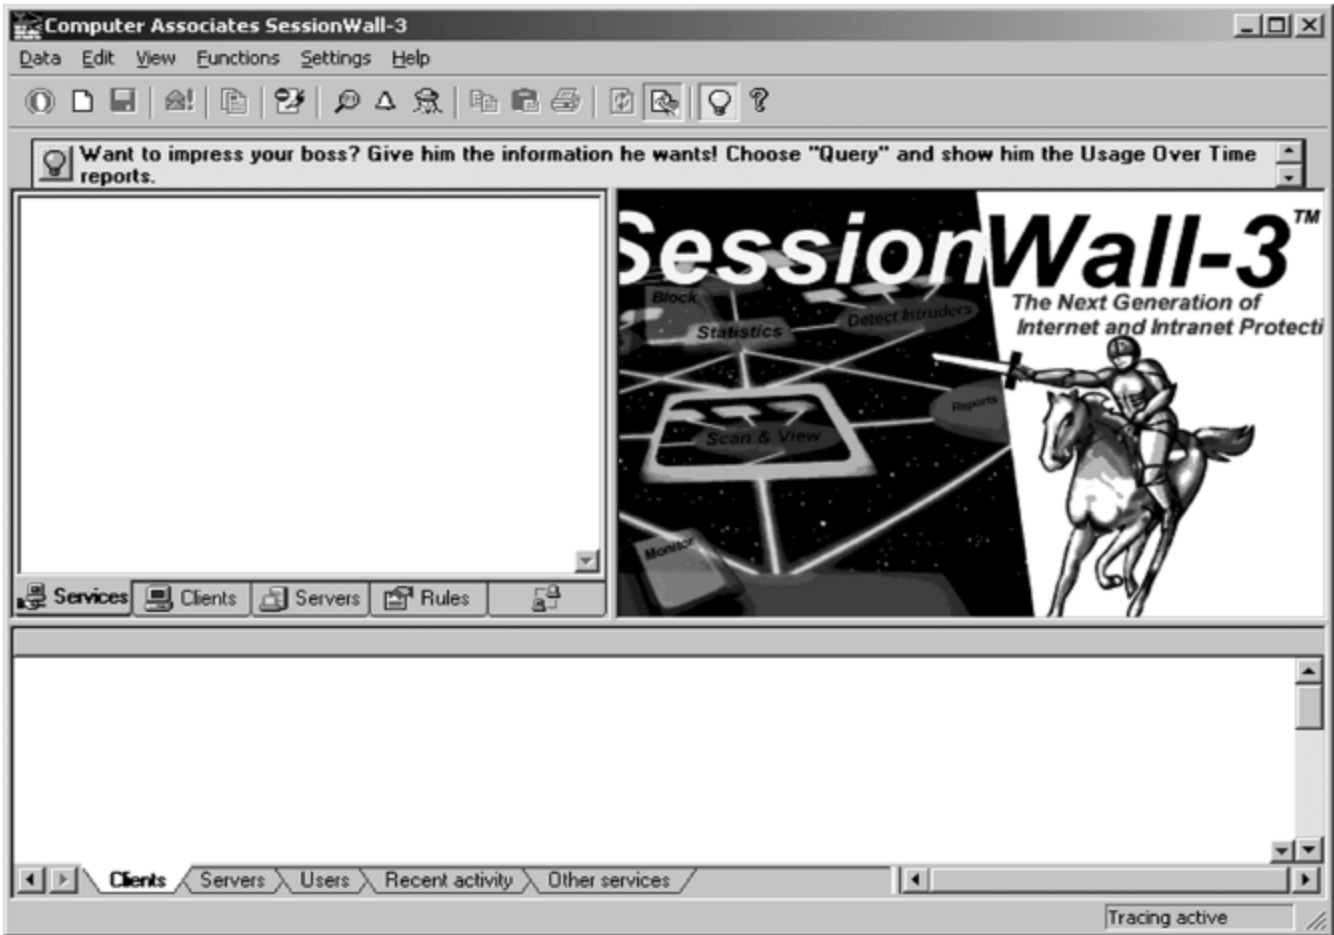 Computer Associates SessionWall-3
Data Edit View Functions Settings Help
Want to impress your boss? Give him the information he wants! Choose "Query" and show him the Usage Over Time
reports.
SessionWall-3™
The Next Generation of
Internet and Intranet Protecti
Block
Statistics
Detect Intruders
Reports
Scan & View
Monitor
Services Clients Servers Rules
Clients Servers Users Recent activity Other services
Tracing active